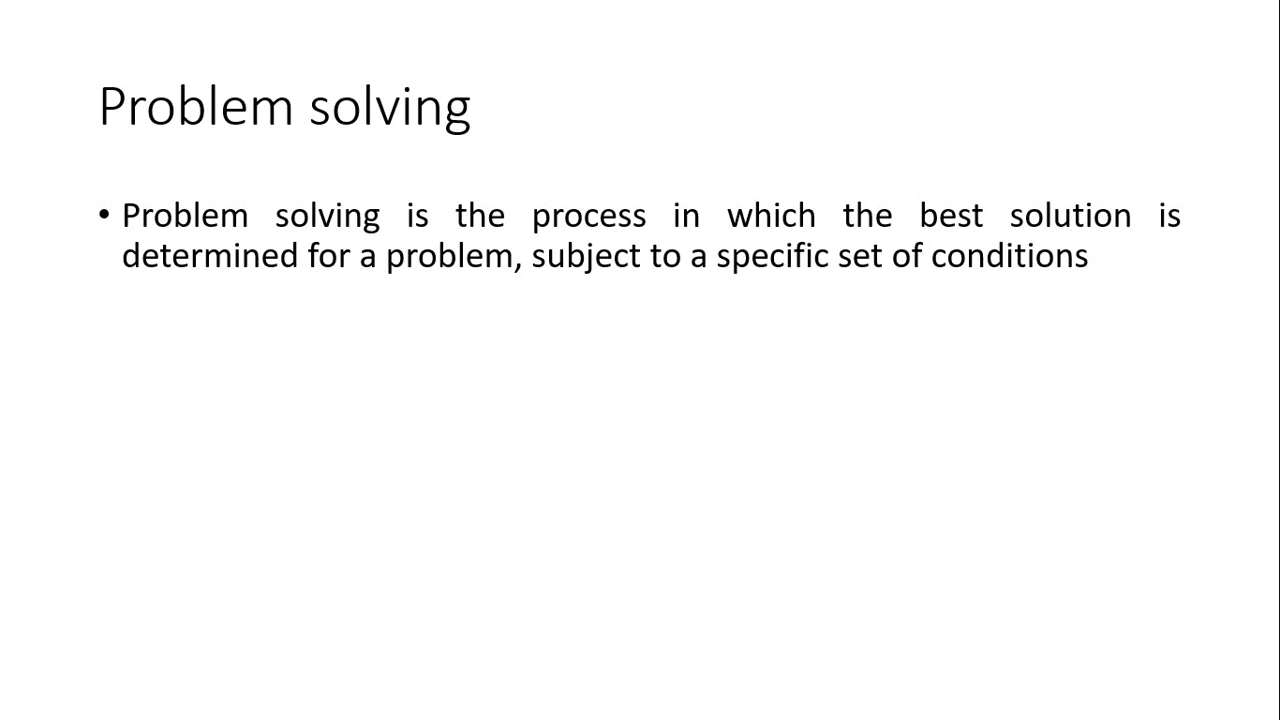 Problem solving
• Problem solving is the process in which the best solution is
determined for a problem, subject to a specific set of conditions